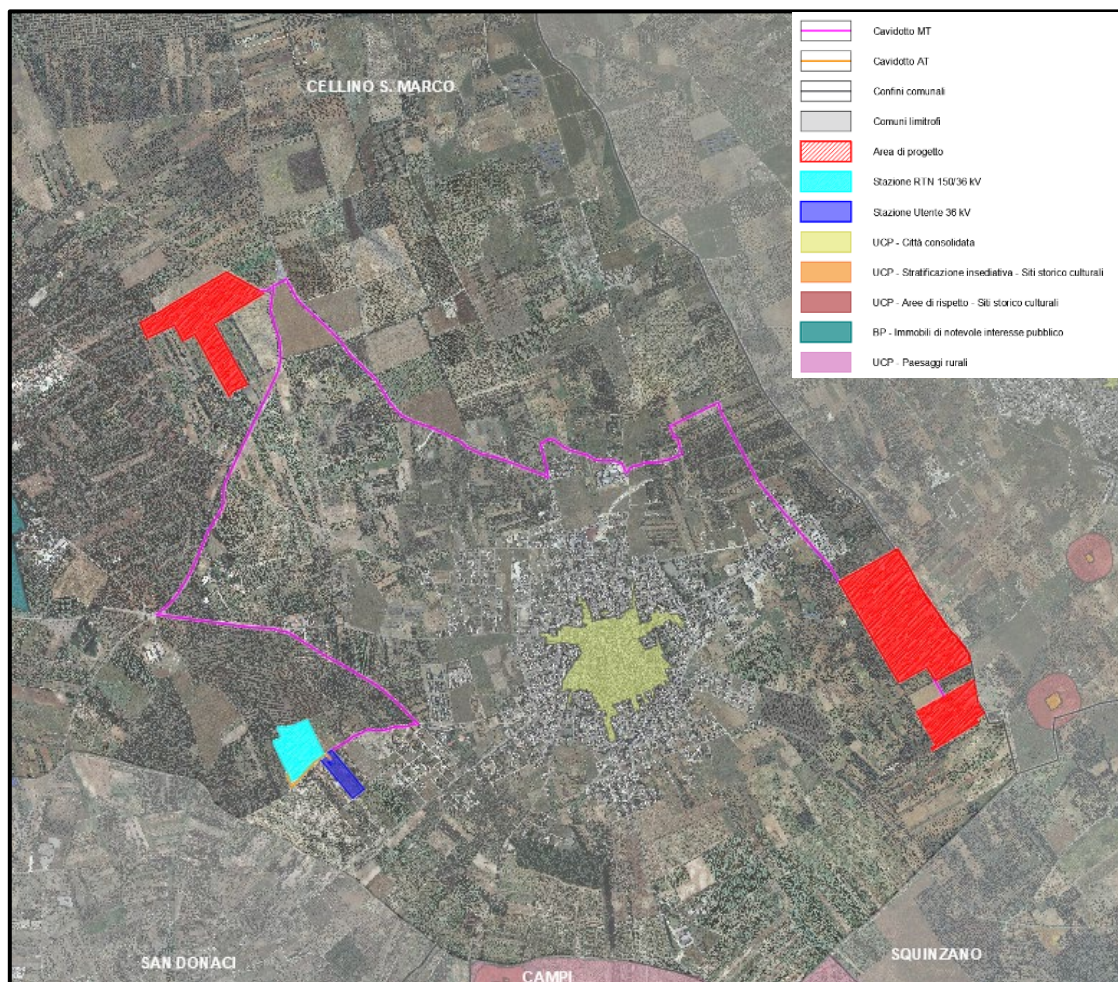 CELLINO S. MARCO
Cavidotto MT
Cavidotto AT
Confini comunali
Comuni limitrofi
Area di progetto
Stazione RTN 150/36 kV
Stazione Utente 36 kV
UCP - Città consolidata
UCP - Stratificazione insediativa - Siti storico culturali
UCP - Aree di rispetto - Siti storico culturali
BP - Immobili di notevole interesse pubblico
UCP - Paesaggi rurali
SAN DONACI
CAMPI
SQUINZANO